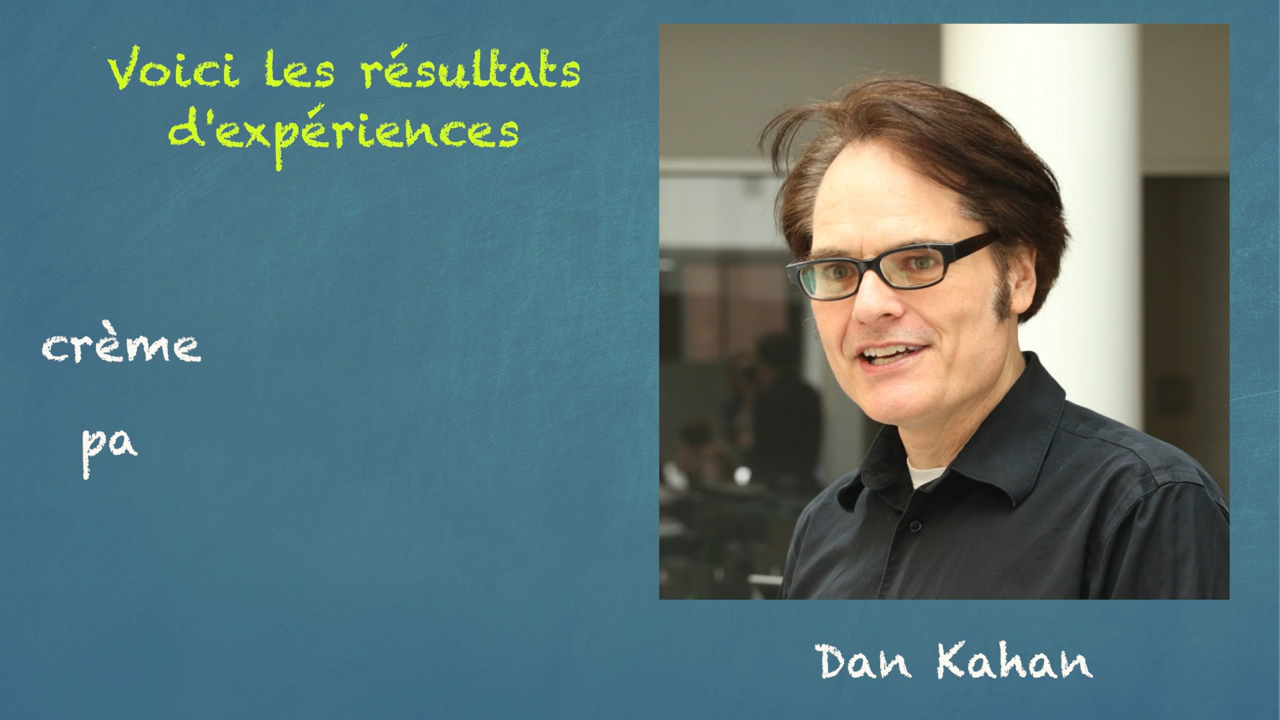 Voici les résultats
d'expériences
crème
pa
Dan Kahan